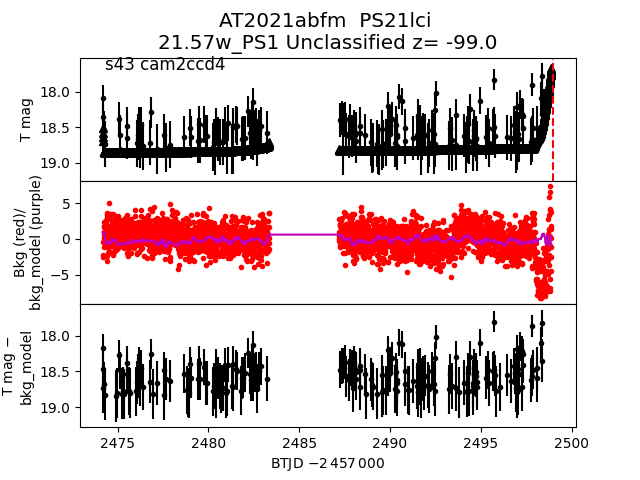 AT2021abfm PS21lci
21.57w_PS1 Unclassified z= -99.0
s43 cam2ccd4
T mag
18.0
18.5
19.0
Bkg (red)/
bkg_model (purple)
5
0
−5
T mag −
bkg_model
18.0
18.5
19.0
2475 2480 2485 2490 2495 2500
BTJD −2 457 000